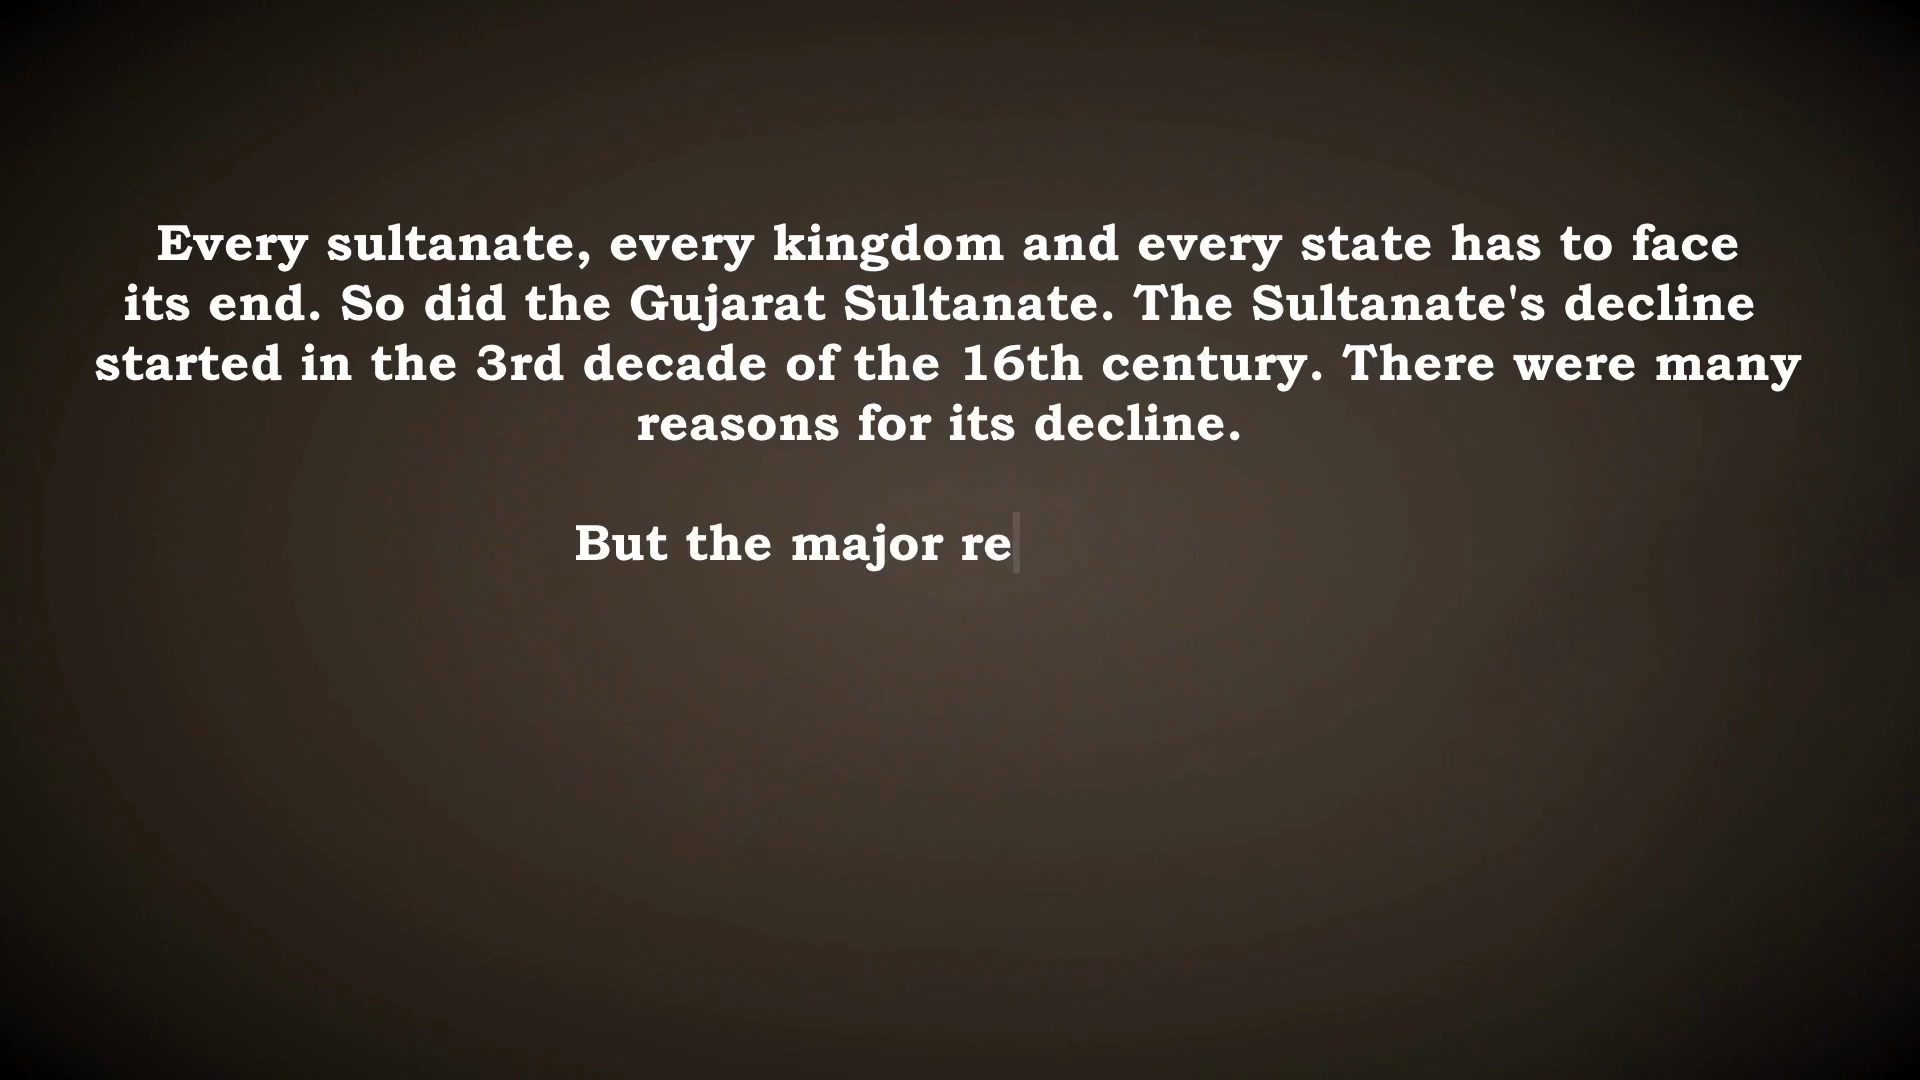 Every sultanate, every kingdom and every state has to face
its end. So did the Gujarat Sultanate. The Sultanate's decline
started in the 3rd decade of the 16th century. There were many
reasons for its decline.
But the major re